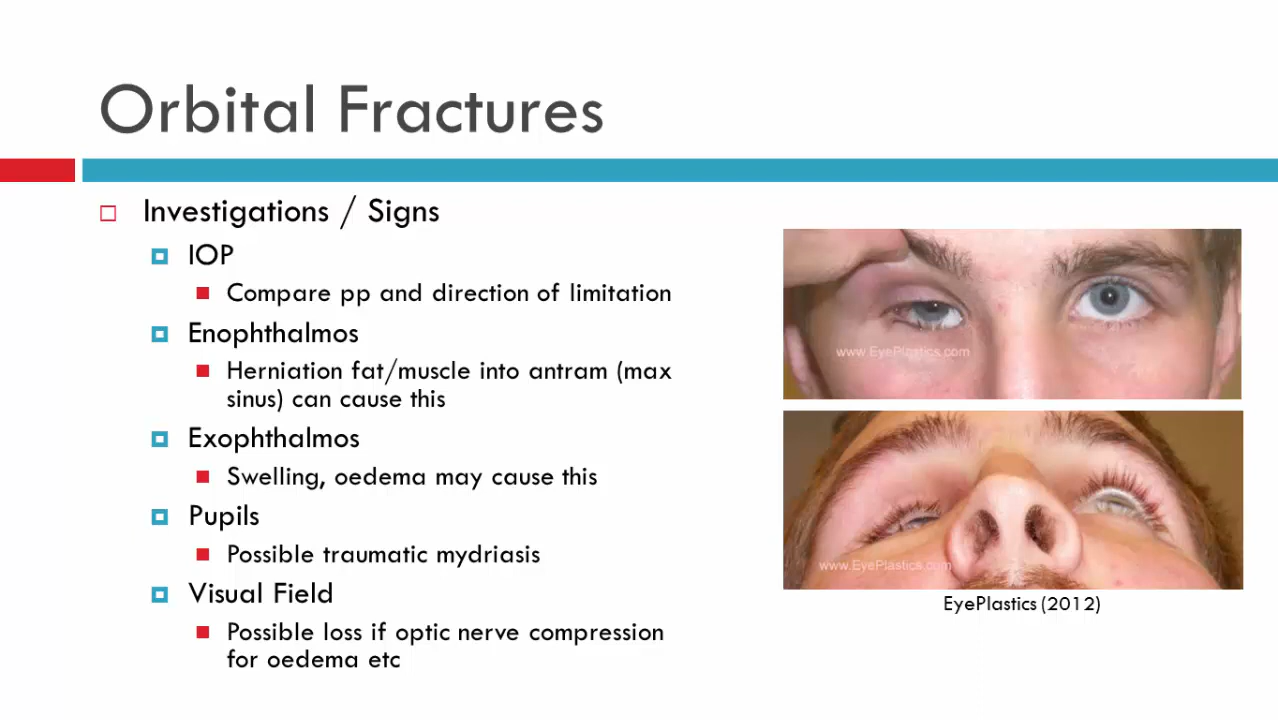 Orbital Fractures
Investigations / Signs
IOP
Compare pp and direction of limitation
Enophthalmos
Herniation fat/muscle into antram (max
sinus) can cause this
Exophthalmos
Swelling, oedema may cause this
Pupils
Possible traumatic mydriasis
Visual Field
Possible loss if optic nerve compression
for oedema etc
www.EyePlastics.com
www.EyePlastics.com
EyePlastics (2012)